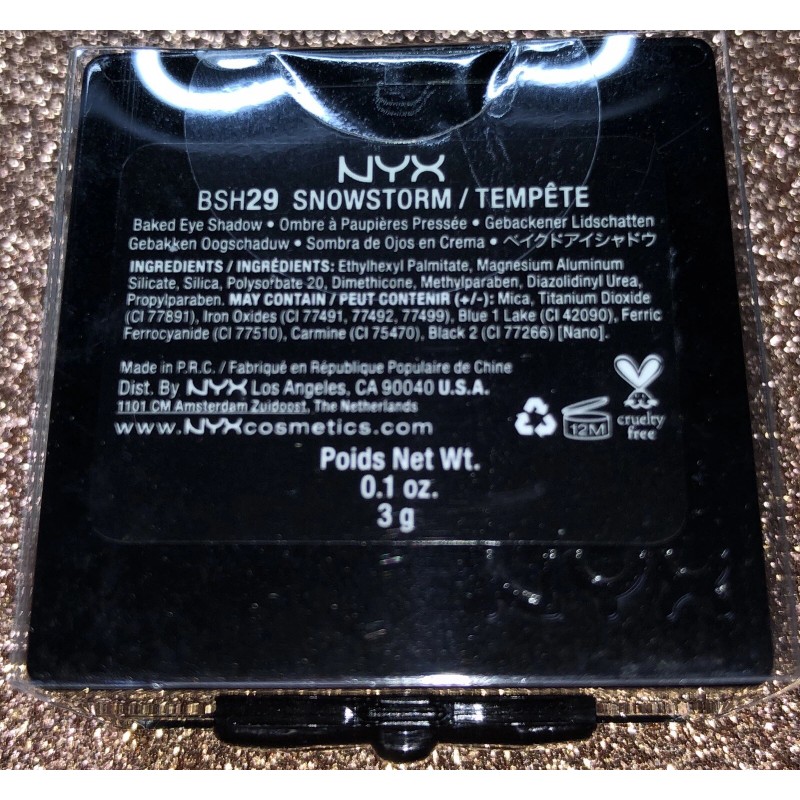 NYX
BSH29 SNOWSTORM / TEMPÊTE
Baked Eye Shadow • Ombre à Paupières Pressée • Gebackener Lidschatten
Gebakken Oogschaduw • Sombra de Ojos en Crema • ベイクドアイシャドウ
INGREDIENTS / INGRÉDIENTS: Ethylhexyl Palmitate, Magnesium Aluminum
Silicate, Silica, Polysorbate 20, Dimethicone, Methylparaben, Diazolidinyl Urea,
Propylparaben. MAY CONTAIN / PEUT CONTENIR (+/-): Mica, Titanium Dioxide
(CI 77891), Iron Oxides (CI 77491, 77492, 77499), Blue 1 Lake (CI 42090), Ferric
Ferrocyanide (CI 77510), Carmine (CI 75470), Black 2 (CI 77266) [Nano].
Made in P.R.C. / Fabriqué en République Populaire de Chine
Dist. By NYX Los Angeles, CA 90040 U.S.A.
1101 CM Amsterdam Zuidoost, The Netherlands
www.NYXcosmetics.com
12M
cruelty
free
Poids Net Wt.
0.1 oz.
3 g